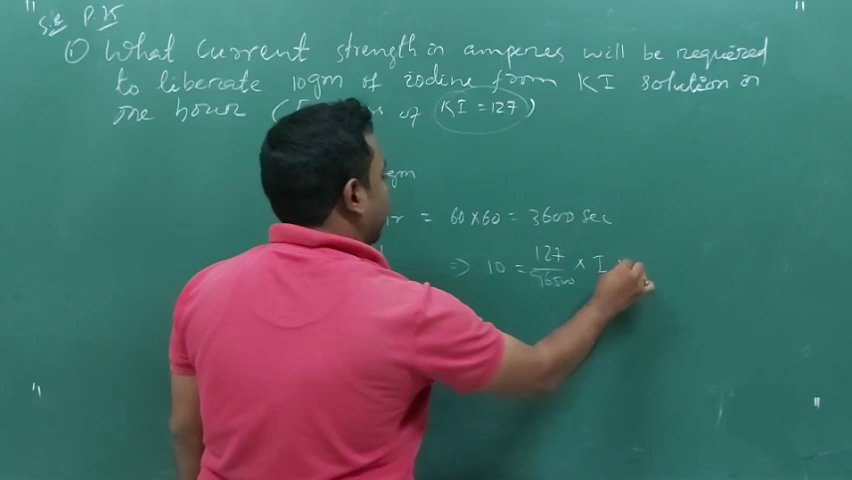 S.K P.K
① What current strength in amperes will be required
to liberate 10gm of iodine from KI solution in
one hour ( of KI = 127)
gm
= 60 × 60 = 3600 sec
⇒ 10 = 127/96500 × I